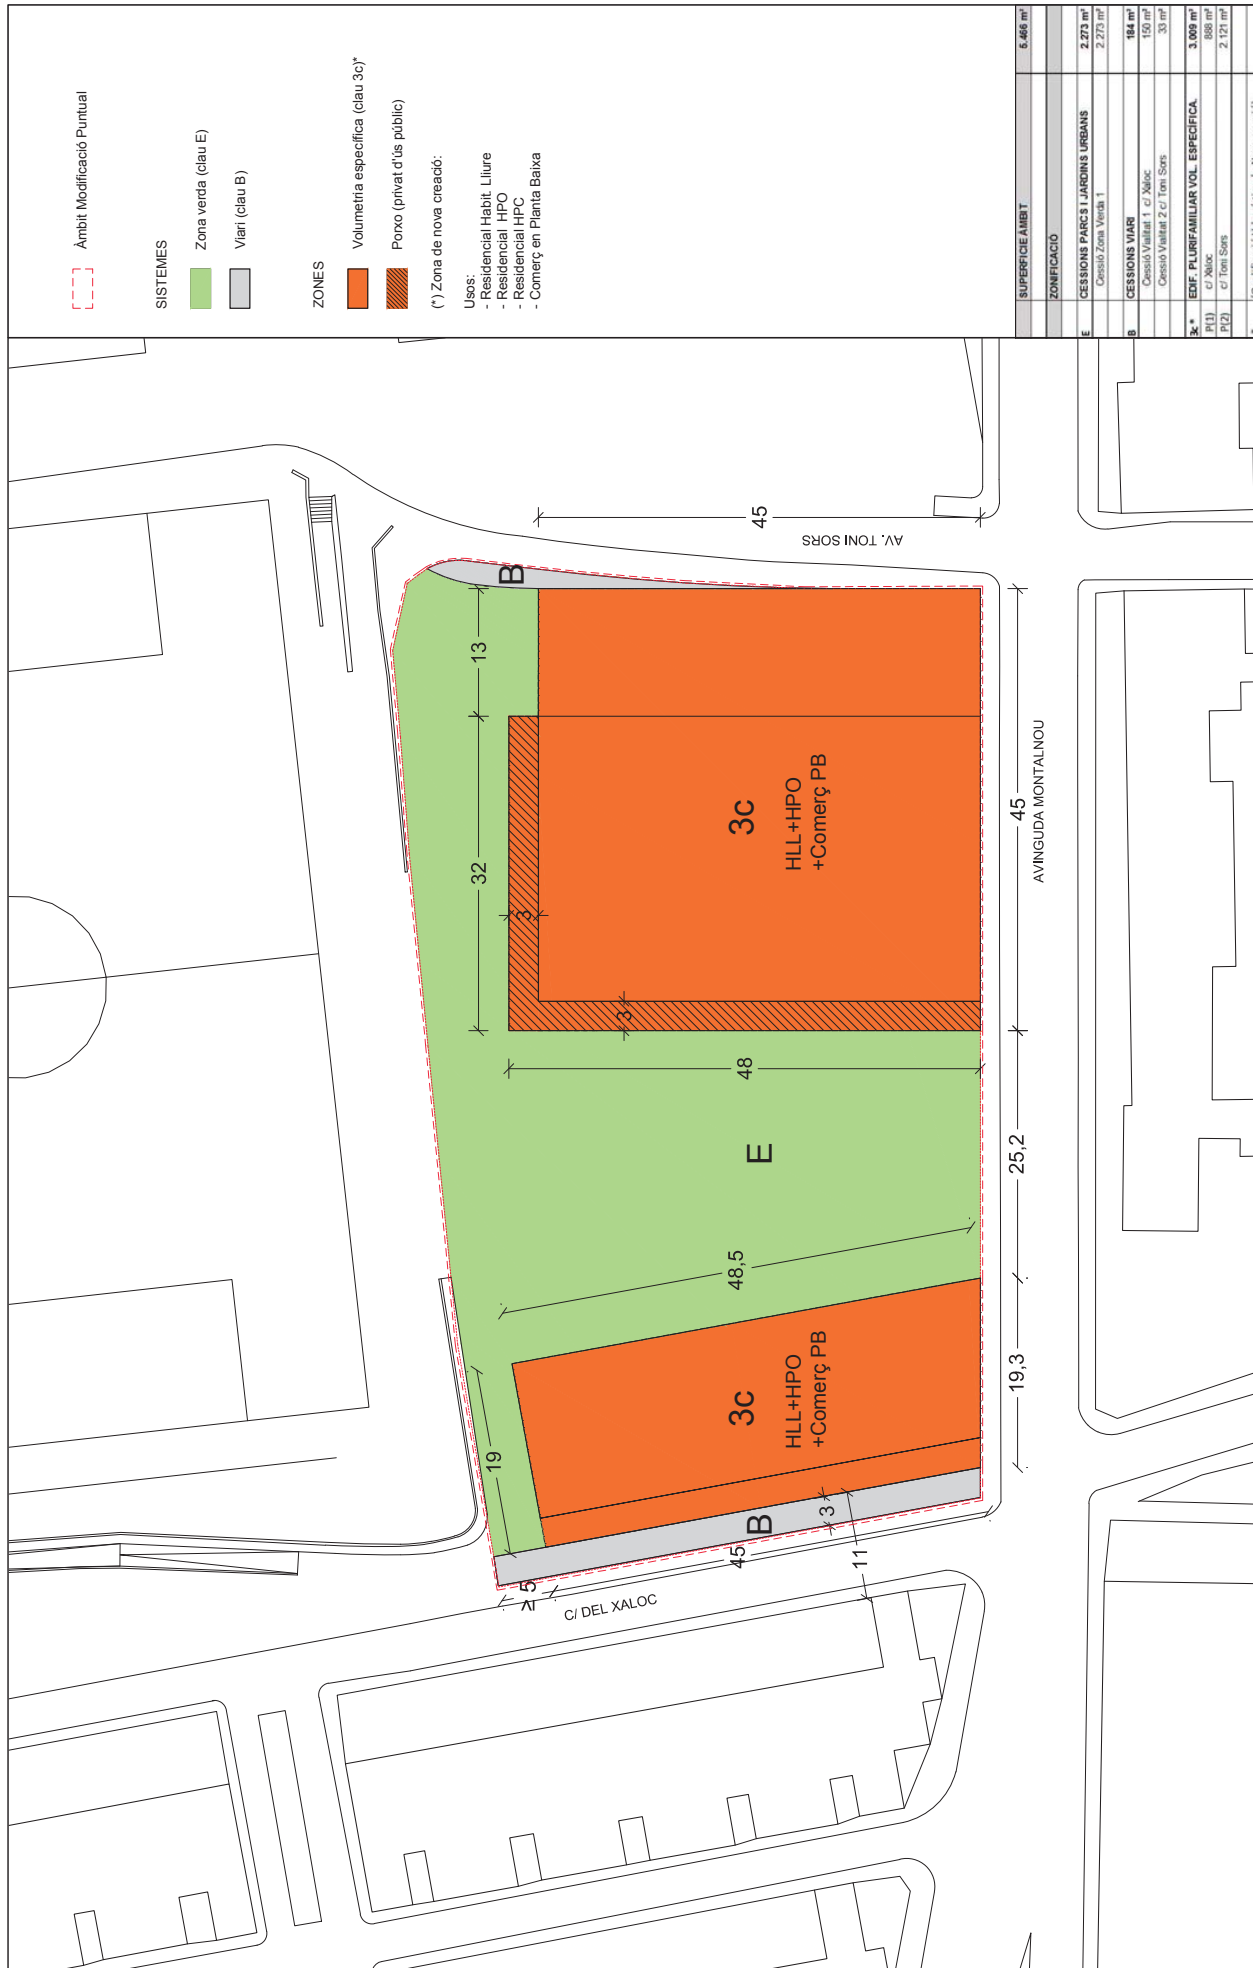 Àmbit Modificació Puntual
SISTEMES
Zona verda (clau E)
Viari (clau B)
ZONES
Volumetria específica (clau 3c)*
Porxo (privat d'ús públic)
(*) Zona de nova creació:
Usos:
- Residencial Habit. Lliure
- Residencial HPO
- Residencial HPC
- Comerç en Planta Baixa
SUPERFICIE AMBIT 5.466 m²
ZONIFICACIÓ
E CESSIONS PARCS I JARDINS URBANS 2.273 m²
Cessió Zona Verda 1 2.273 m²
B CESSIONS VIARI 184 m²
Cessió Vialitat 1 c/ Xaloc 150 m²
Cessió Vialitat 2 c/ Toni Sors 33 m²
3c * EDIF. PLURIFAMILIAR VOL. ESPECÍFICA. 3.009 m²
P(1) c/ Xaloc 888 m²
P(2) c/ Toni Sors 2.121 m²
AV. TONI SORS
45
B
13
32
3
3
3c
HLL+HPO
+Comerç PB
45
AVINGUDA MONTALNOU
48
E
25,2
48,5
19
3c
HLL+HPO
+Comerç PB
19,3
B
3
45
11
≥ 5
C/ DEL XALOC